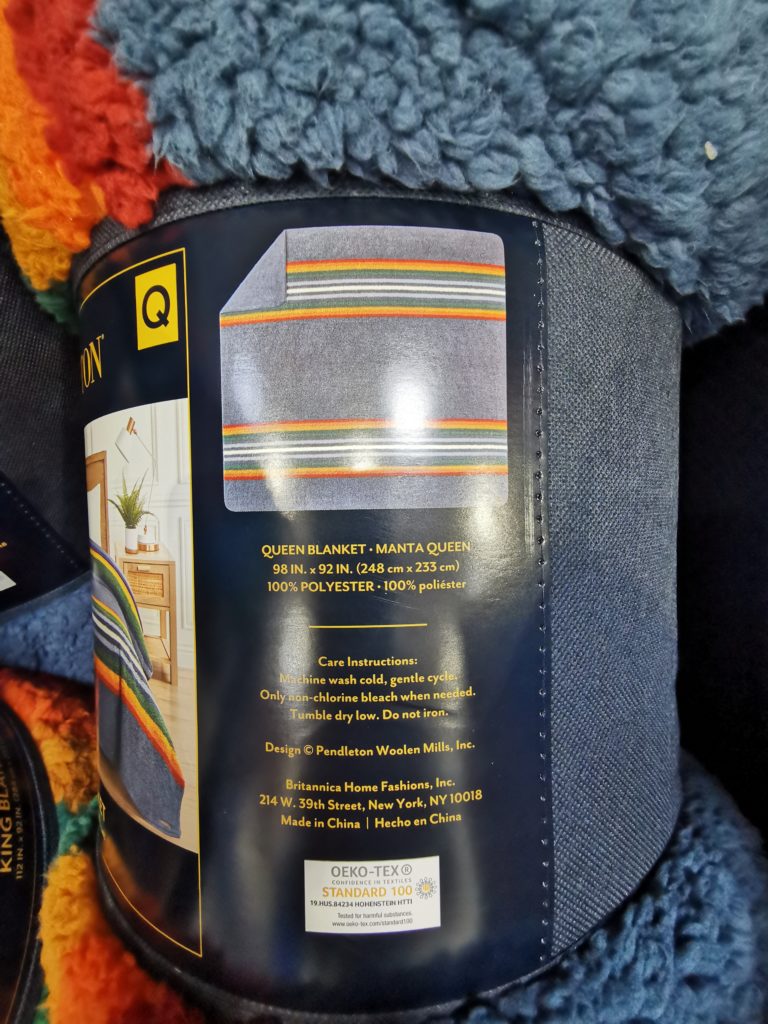 Q
TON®
QUEEN BLANKET • MANTA QUEEN
98 IN. x 92 IN. (248 cm x 233 cm)
100% POLYESTER • 100% poliéster
Care Instructions:
Machine wash cold, gentle cycle.
Only non-chlorine bleach when needed.
Tumble dry low. Do not iron.
Design © Pendleton Woolen Mills, Inc.
Britannica Home Fashions, Inc.
214 W. 39th Street, New York, NY 10018
Made in China | Hecho en China
OEKO-TEX®
CONFIDENCE IN TEXTILES
STANDARD 100
19.HUS.84234 HOHENSTEIN HTTI
Tested for harmful substances.
www.oeko-tex.com/standard100
KING BLA
112 IN. x 92 IN.